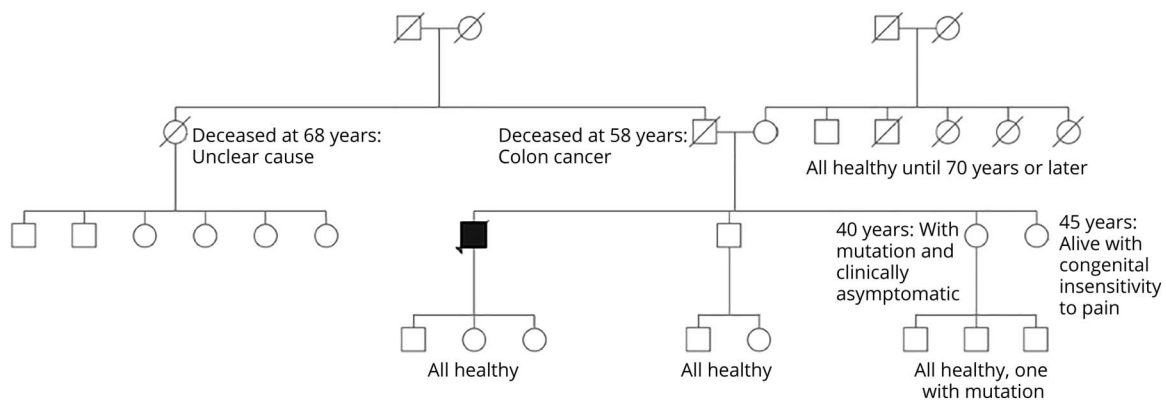 Deceased at 68 years:
Unclear cause
Deceased at 58 years:
Colon cancer
All healthy until 70 years or later
40 years: With
mutation and
clinically
asymptomatic
45 years:
Alive with
congenital
insensitivity
to pain
All healthy
All healthy
All healthy, one
with mutation